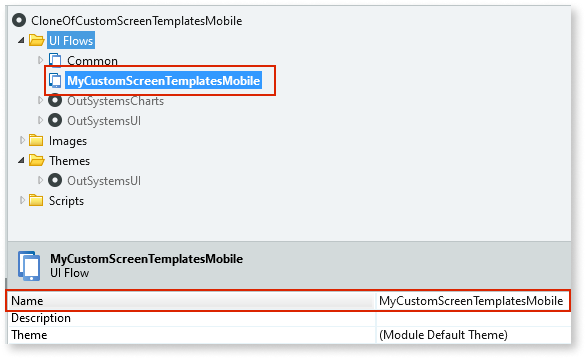 CloneOfCustomScreenTemplatesMobile
UI Flows
Common
MyCustomScreenTemplatesMobile
OutSystemsCharts
OutSystemsUI
Images
Themes
OutSystemsUI
Scripts
MyCustomScreenTemplatesMobile
UI Flow
Name MyCustomScreenTemplatesMobile
Description
Theme (Module Default Theme)